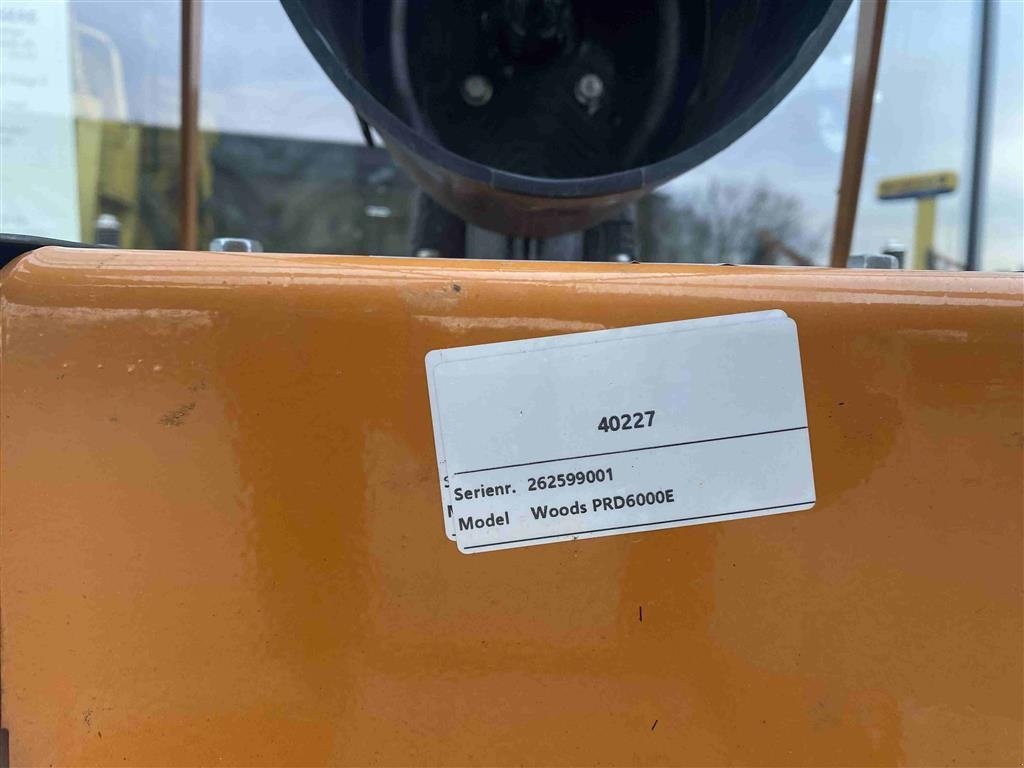 40227
Serienr. 262599001
Model Woods PRD6000E